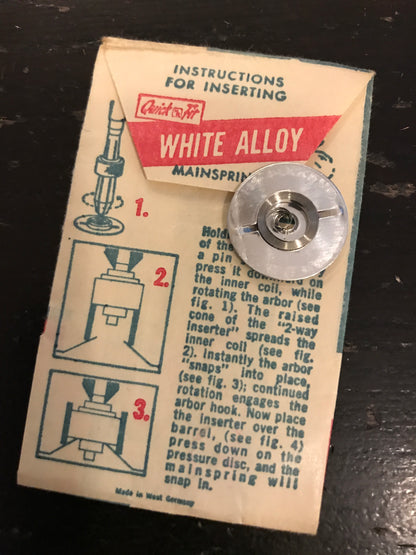 INSTRUCTIONS
FOR INSERTING
Quick Fit
WHITE ALLOY
MAINSPRING
1.
2.
3.
Hold
of the
a pin
press it downward on
the inner coil, while
rotating the arbor (see
fig. 1). The raised
cone of the "2-way
Inserter" spreads the
inner coil (see fig.
2). Instantly the arbor
"snaps" into place,
(see fig. 3); continued
rotation engages the
arbor hook. Now place
the inserter over the
barrel, (see fig. 4)
press down on the
pressure disc, and the
mainspring will
snap in.
Made in West Germany